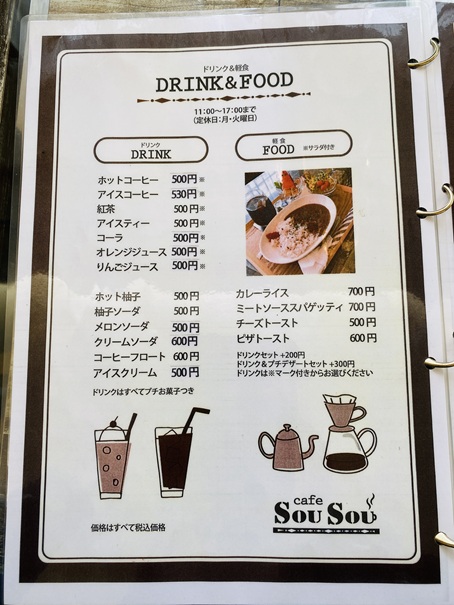 ドリンク&軽食
DRINK&FOOD
11:00〜17:00まで
(定休日:月・火曜日)
ドリンク
DRINK
ホットコーヒー 500円※
アイスコーヒー 530円※
紅茶 500円※
アイスティー 500円※
コーラ 500円※
オレンジジュース 500円※
りんごジュース 500円※
ホット柚子 500円
柚子ソーダ 500円
メロンソーダ 500円
クリームソーダ 600円
コーヒーフロート 600円
アイスクリーム 500円
ドリンクはすべてプチお菓子つき
価格はすべて税込価格
軽食
FOOD ※サラダ付き
カレーライス 700円
ミートソーススパゲッティ 700円
チーズトースト 500円
ピザトースト 600円
ドリンクセット +200円
ドリンク&プチデザートセット +300円
ドリンクは※マーク付きからお選びください
cafe
SOU SOU